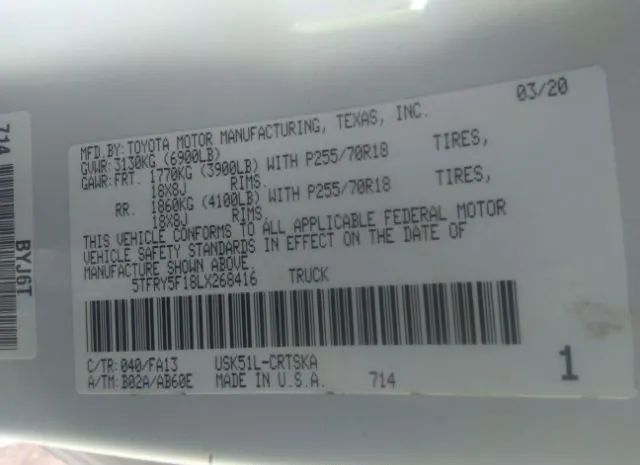 03/20
MFD BY: TOYOTA MOTOR MANUFACTURING, TEXAS, INC.
GVWR: 3130KG (6900LB)
GAWR: FRT. 1770KG (3900LB) WITH P255/70R18 TIRES,
18X8J RIMS.
RR. 1860KG (4100LB) WITH P255/70R18 TIRES,
18X8J RIMS.
THIS VEHICLE CONFORMS TO ALL APPLICABLE FEDERAL MOTOR
VEHICLE SAFETY STANDARDS IN EFFECT ON THE DATE OF
MANUFACTURE SHOWN ABOVE.
5TFRY5F18LX268416 TRUCK
C/TR: 040/FA13 USK51L-CRTSKA
A/TM: B02A/AB60E MADE IN U.S.A. 714
1
714
BYJ6T